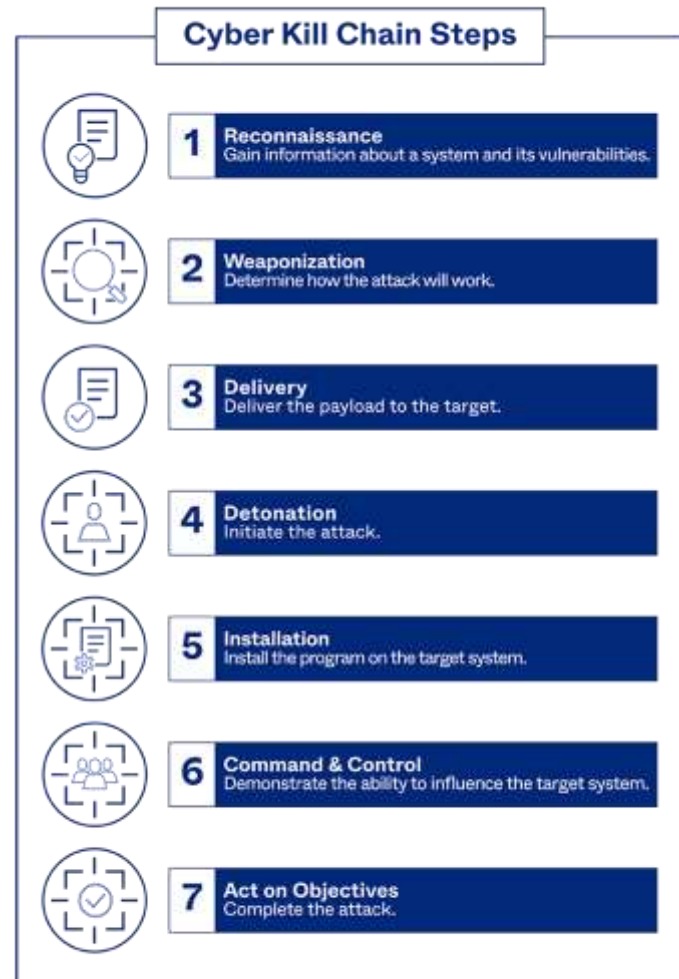 Cyber Kill Chain Steps
1
Reconnaissance
Gain information about a system and its vulnerabilities.
2
Weaponization
Determine how the attack will work.
3
Delivery
Deliver the payload to the target.
4
Detonation
Initiate the attack.
5
Installation
Install the program on the target system.
6
Command & Control
Demonstrate the ability to influence the target system.
7
Act on Objectives
Complete the attack.